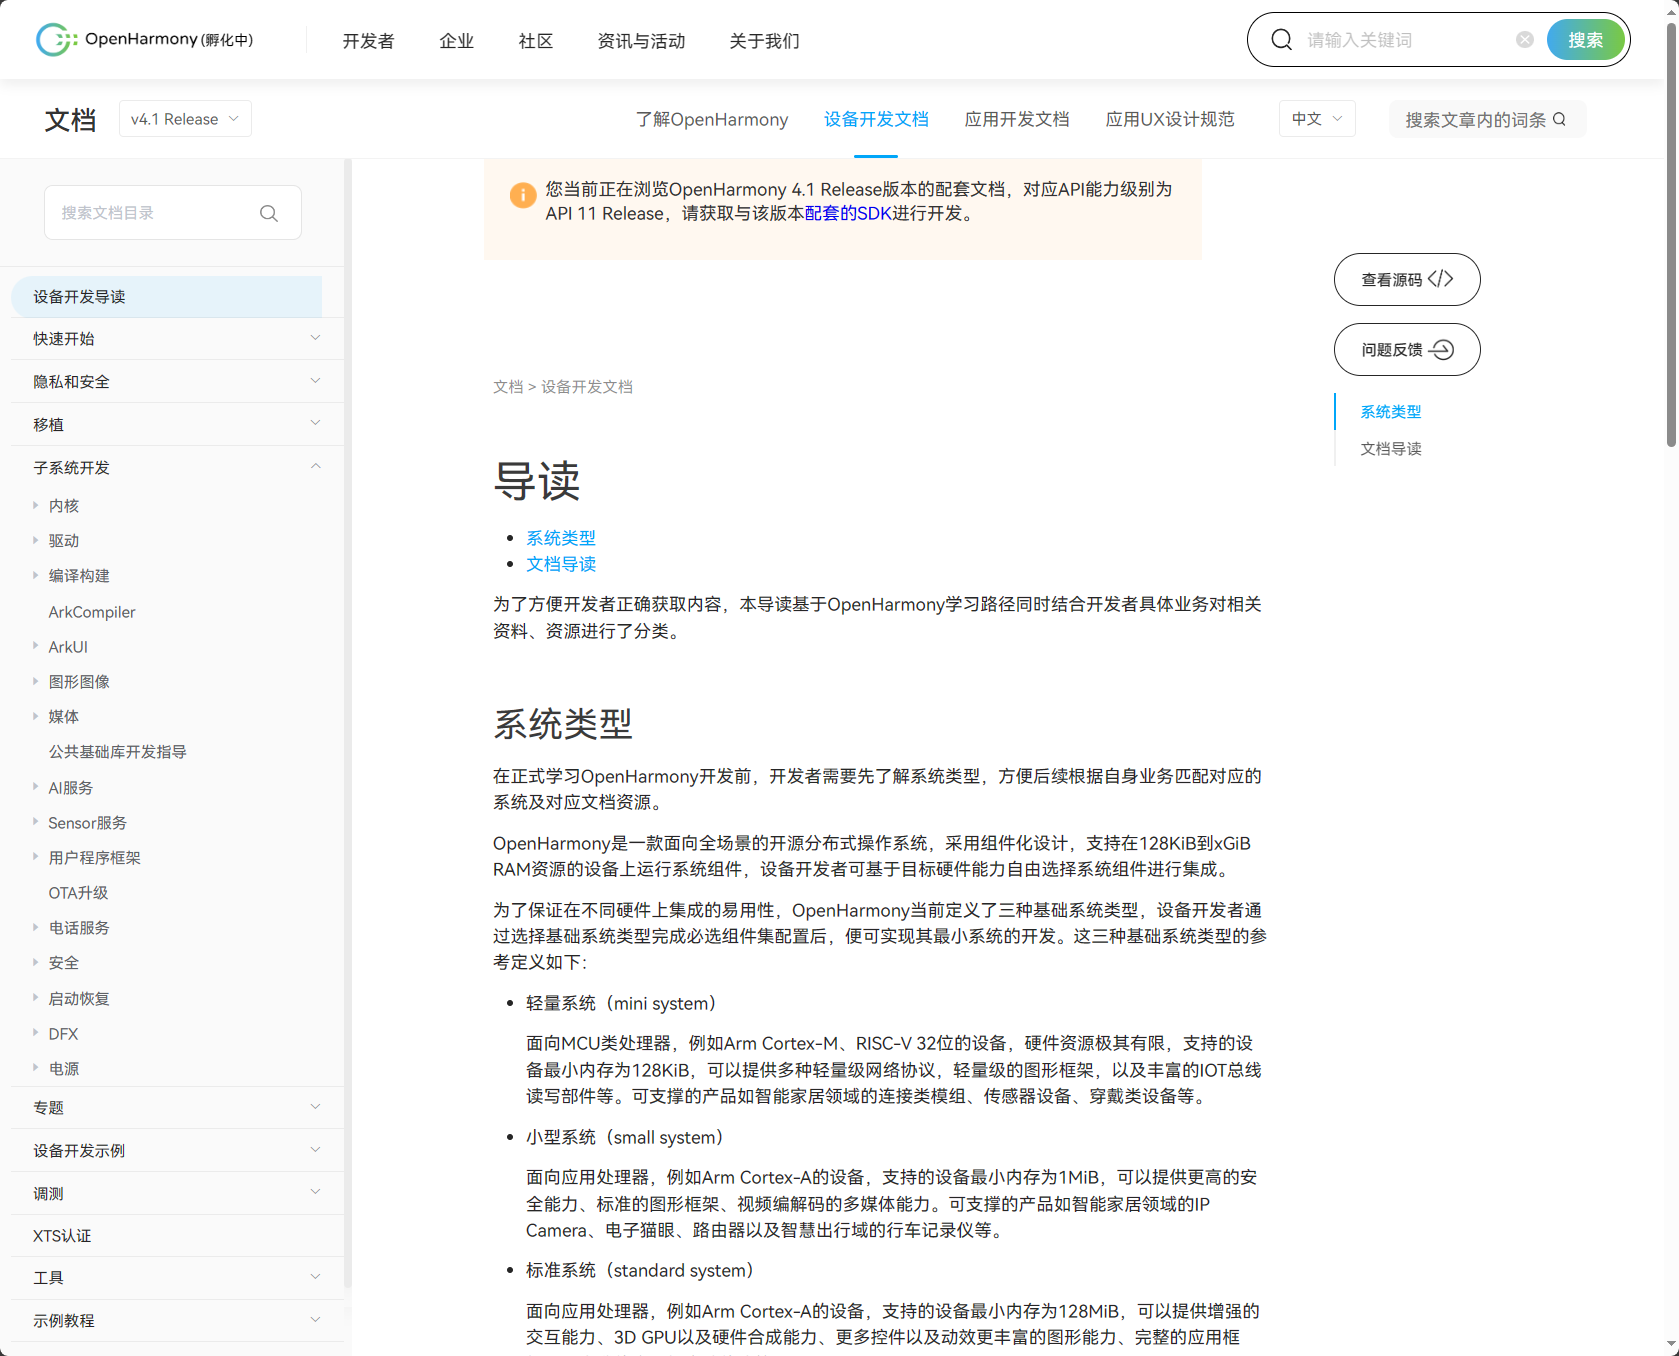 OpenHarmony(孵化中)
开发者
企业
社区
资讯与活动
关于我们
请输入关键词
搜索
文档
v4.1 Release
了解OpenHarmony
设备开发文档
应用开发文档
应用UX设计规范
中文
搜索文章内的词条
搜索文档目录
设备开发导读
快速开始
隐私和安全
移植
子系统开发
内核
驱动
编译构建
ArkCompiler
ArkUI
图形图像
媒体
公共基础库开发指导
AI服务
Sensor服务
用户程序框架
OTA升级
电话服务
安全
启动恢复
DFX
电源
专题
设备开发示例
调测
XTS认证
工具
示例教程
您当前正在浏览OpenHarmony 4.1 Release版本的配套文档，对应API能力级别为
API 11 Release，请获取与该版本配套的SDK进行开发。
文档 > 设备开发文档
导读
系统类型
文档导读
为了方便开发者正确获取内容，本导读基于OpenHarmony学习路径同时结合开发者具体业务对相关
资料、资源进行了分类。
系统类型
在正式学习OpenHarmony开发前，开发者需要先了解系统类型，方便后续根据自身业务匹配对应的
系统及对应文档资源。
OpenHarmony是一款面向全场景的开源分布式操作系统，采用组件化设计，支持在128KiB到xGiB
RAM资源的设备上运行系统组件，设备开发者可基于目标硬件能力自由选择系统组件进行集成。
为了保证在不同硬件上集成的易用性，OpenHarmony当前定义了三种基础系统类型，设备开发者通
过选择基础系统类型完成必选组件集配置后，便可实现其最小系统的开发。这三种基础系统类型的参
考定义如下：
轻量系统（mini system）
面向MCU类处理器，例如Arm Cortex-M、RISC-V 32位的设备，硬件资源极其有限，支持的设
备最小内存为128KiB，可以提供多种轻量级网络协议，轻量级的图形框架，以及丰富的IOT总线
读写部件等。可支撑的产品如智能家居领域的连接类模组、传感器设备、穿戴类设备等。
小型系统（small system）
面向应用处理器，例如Arm Cortex-A的设备，支持的设备最小内存为1MiB，可以提供更高的安
全能力、标准的图形框架、视频编解码的多媒体能力。可支撑的产品如智能家居领域的IP
Camera、电子猫眼、路由器以及智慧出行域的行车记录仪等。
标准系统（standard system）
面向应用处理器，例如Arm Cortex-A的设备，支持的设备最小内存为128MiB，可以提供增强的
交互能力、3D GPU以及硬件合成能力、更多控件以及动效更丰富的图形能力、完整的应用框
查看源码
问题反馈
系统类型
文档导读